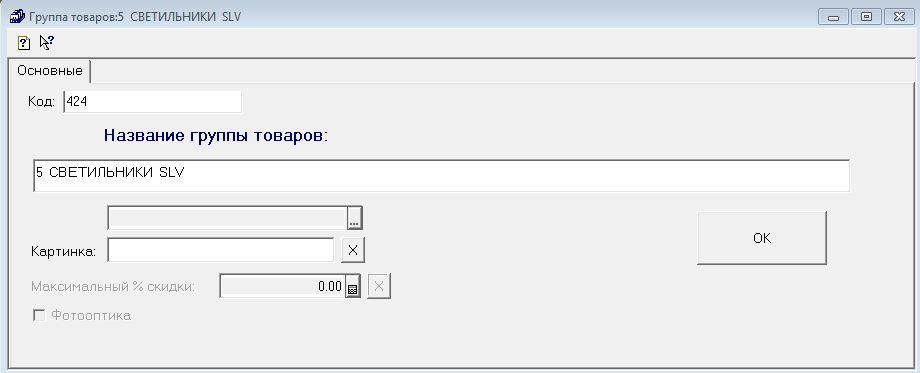 Группа товаров:5 СВЕТИЛЬНИКИ SLV
Основные
Код: 424
Название группы товаров:
5 СВЕТИЛЬНИКИ SLV
...
Картинка: X
OK
Максимальный % скидки: 0.00 X
Фотооптика